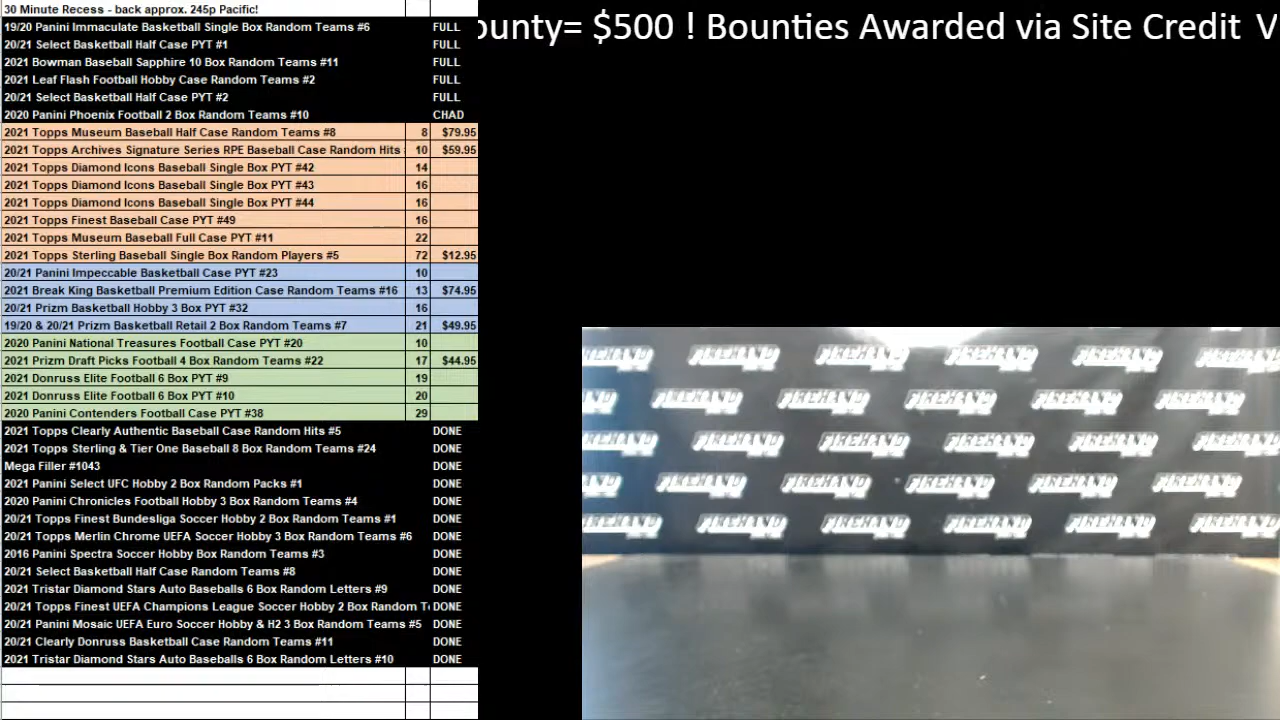 30 Minute Recess - back approx. 245p Pacific!
ounty= $500 ! Bounties Awarded via Site Credit V
19/20 Panini Immaculate Basketball Single Box Random Teams #6 FULL
20/21 Select Basketball Half Case PYT #1 FULL
2021 Bowman Baseball Sapphire 10 Box Random Teams #11 FULL
2021 Leaf Flash Football Hobby Case Random Teams #2 FULL
20/21 Select Basketball Half Case PYT #2 FULL
2020 Panini Phoenix Football 2 Box Random Teams #10 CHAD
2021 Topps Museum Baseball Half Case Random Teams #8 8 $79.95
2021 Topps Archives Signature Series RPE Baseball Case Random Hits 10 $59.95
2021 Topps Diamond Icons Baseball Single Box PYT #42 14
2021 Topps Diamond Icons Baseball Single Box PYT #43 16
2021 Topps Diamond Icons Baseball Single Box PYT #44 16
2021 Topps Finest Baseball Case PYT #49 16
2021 Topps Museum Baseball Full Case PYT #11 22
2021 Topps Sterling Baseball Single Box Random Players #5 72 $12.95
20/21 Panini Impeccable Basketball Case PYT #23 10
2021 Break King Basketball Premium Edition Case Random Teams #16 13 $74.95
20/21 Prizm Basketball Hobby 3 Box PYT #32 16
19/20 & 20/21 Prizm Basketball Retail 2 Box Random Teams #7 21 $49.95
2020 Panini National Treasures Football Case PYT #20 10
2021 Prizm Draft Picks Football 4 Box Random Teams #22 17 $44.95
2021 Donruss Elite Football 6 Box PYT #9 19
2021 Donruss Elite Football 6 Box PYT #10 20
2020 Panini Contenders Football Case PYT #38 29
2021 Topps Clearly Authentic Baseball Case Random Hits #5 DONE
2021 Topps Sterling & Tier One Baseball 8 Box Random Teams #24 DONE
Mega Filler #1043 DONE
2021 Panini Select UFC Hobby 2 Box Random Packs #1 DONE
2020 Panini Chronicles Football Hobby 3 Box Random Teams #4 DONE
20/21 Topps Finest Bundesliga Soccer Hobby 2 Box Random Teams #1 DONE
20/21 Topps Merlin Chrome UEFA Soccer Hobby 3 Box Random Teams #6 DONE
2016 Panini Spectra Soccer Hobby Box Random Teams #3 DONE
20/21 Select Basketball Half Case Random Teams #8 DONE
2021 Tristar Diamond Stars Auto Baseballs 6 Box Random Letters #9 DONE
20/21 Topps Finest UEFA Champions League Soccer Hobby 2 Box Random T DONE
20/21 Panini Mosaic UEFA Euro Soccer Hobby & H2 3 Box Random Teams #5 DONE
20/21 Clearly Donruss Basketball Case Random Teams #11 DONE
2021 Tristar Diamond Stars Auto Baseballs 6 Box Random Letters #10 DONE